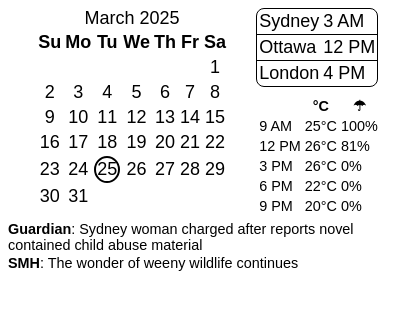 March 2025
Su Mo Tu We Th Fr Sa
1
2 3 4 5 6 7 8
9 10 11 12 13 14 15
16 17 18 19 20 21 22
23 24 25 26 27 28 29
30 31
Sydney 3 AM
Ottawa 12 PM
London 4 PM
°C ☂
9 AM 25°C 100%
12 PM 26°C 81%
3 PM 26°C 0%
6 PM 22°C 0%
9 PM 20°C 0%
Guardian: Sydney woman charged after reports novel
contained child abuse material
SMH: The wonder of weeny wildlife continues